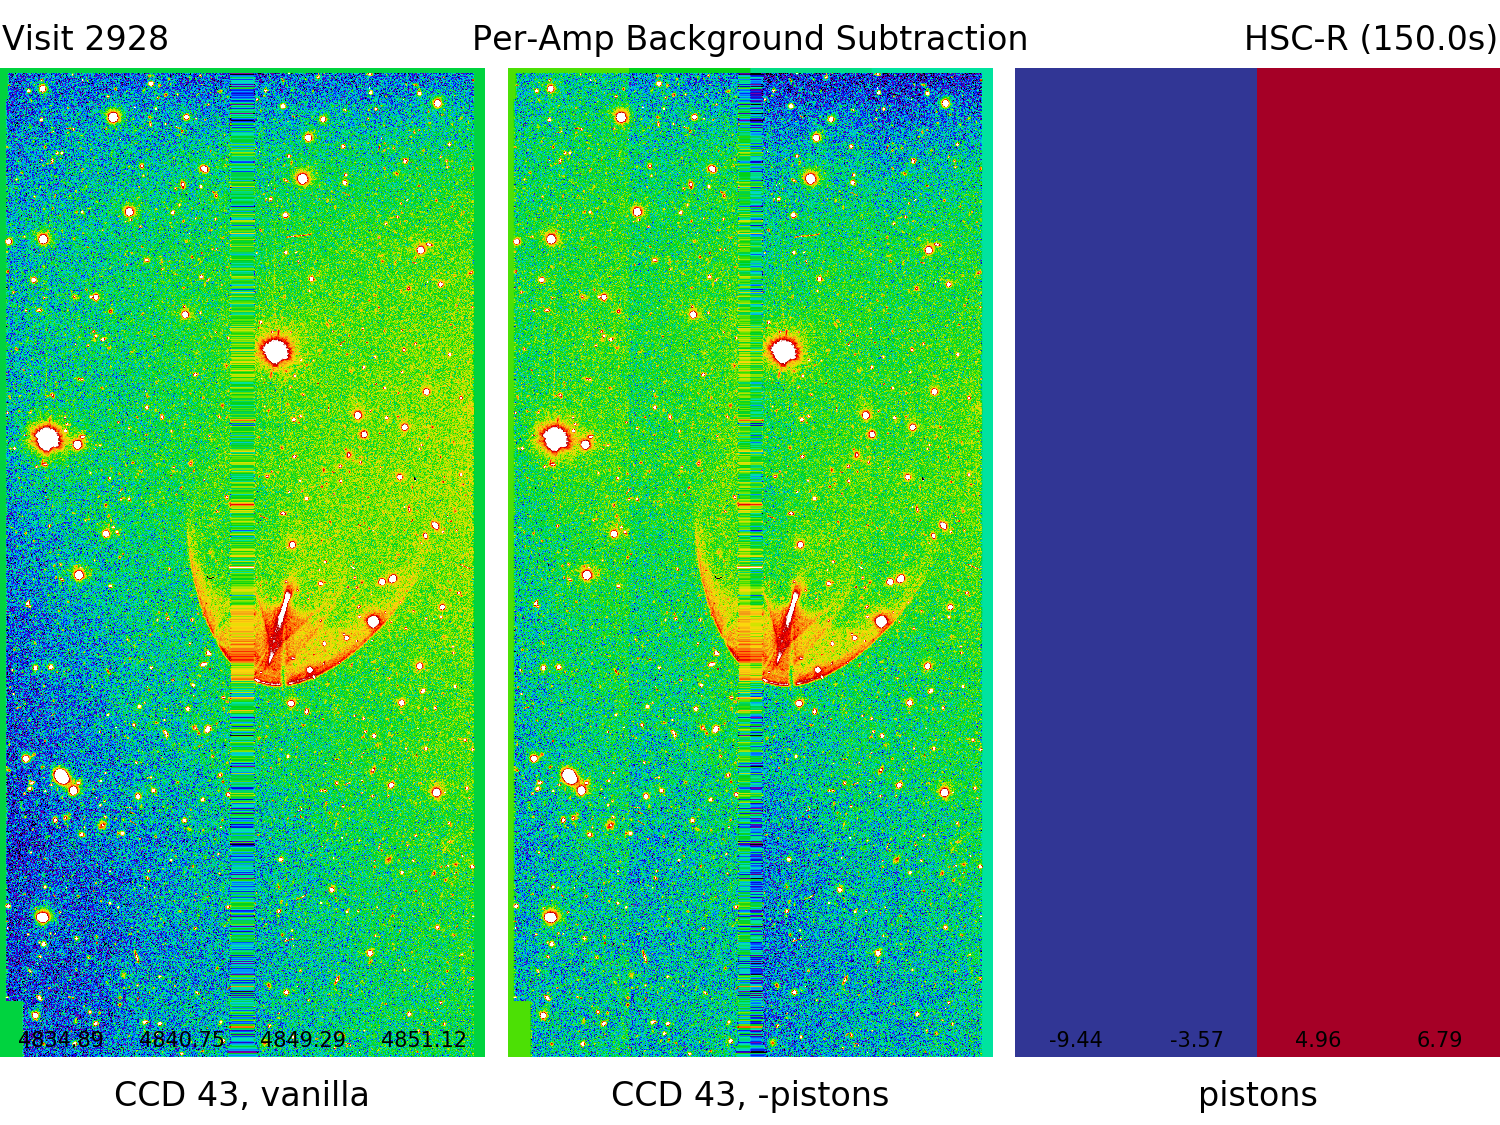 Visit 2928 Per-Amp Background Subtraction HSC-R (150.0s)
4834.89 4840.75 4849.29 4851.12 -9.44 -3.57 4.96 6.79
CCD 43, vanilla CCD 43, -pistons pistons